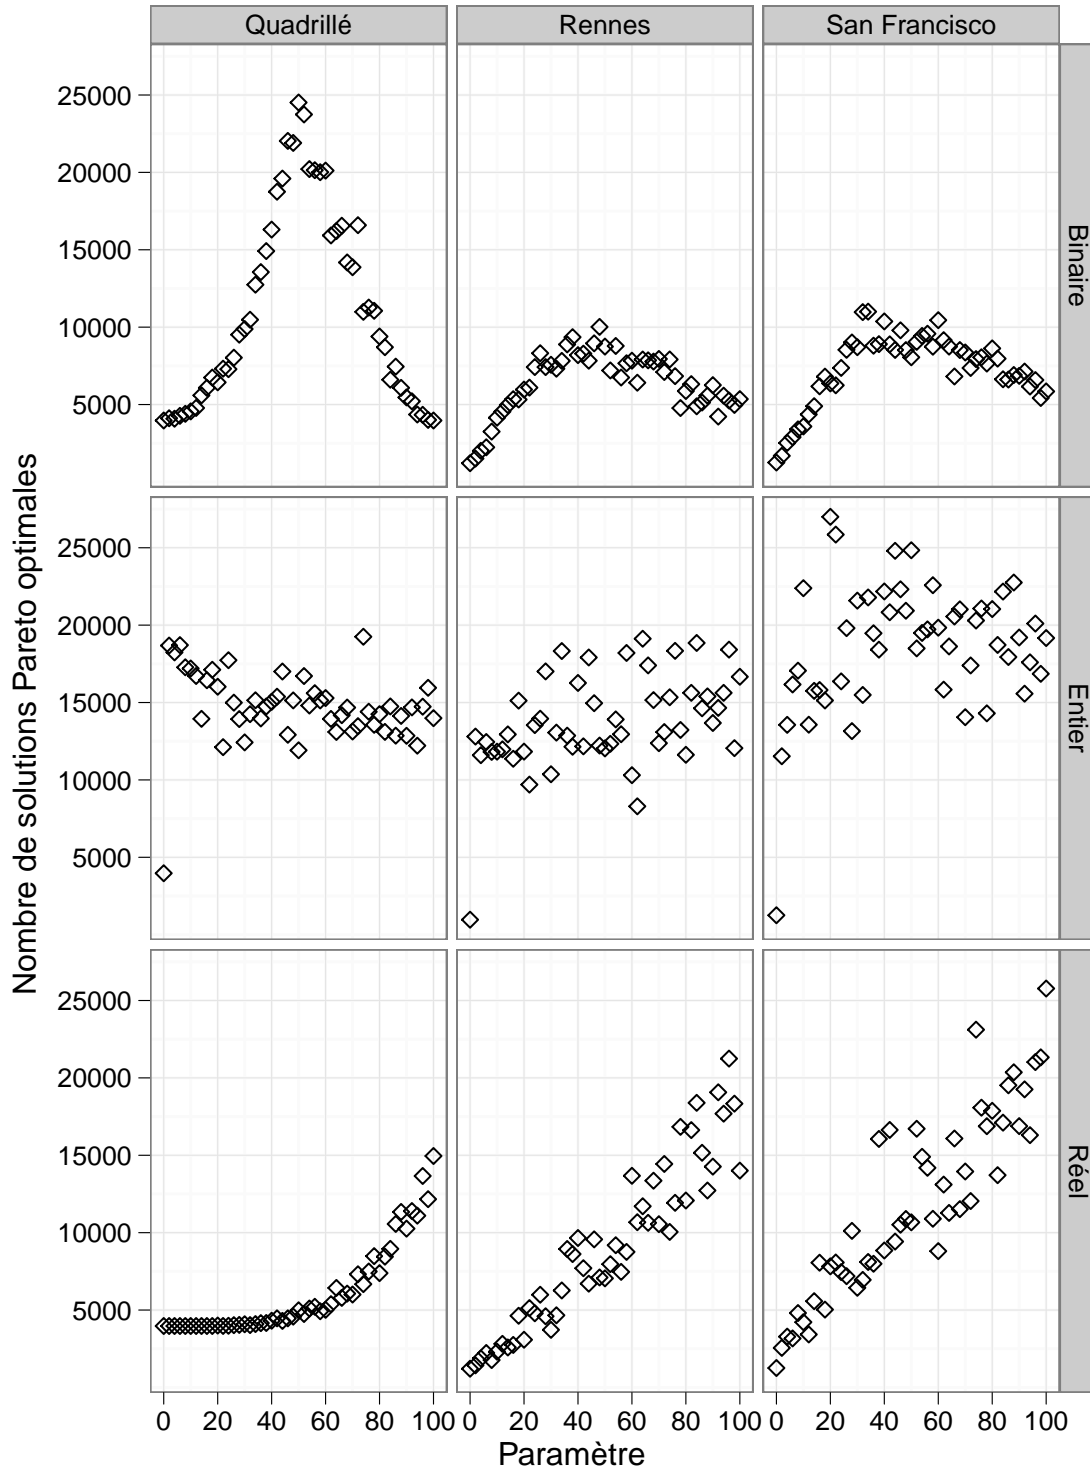 Quadrillé Rennes San Francisco
25000
20000
15000
10000
5000
Binaire
25000
20000
15000
10000
5000
Entier
25000
20000
15000
10000
5000
Réel
Nombre de solutions Pareto optimales
0 20 40 60 80 100 0 20 40 60 80 100 0 20 40 60 80 100
Paramètre